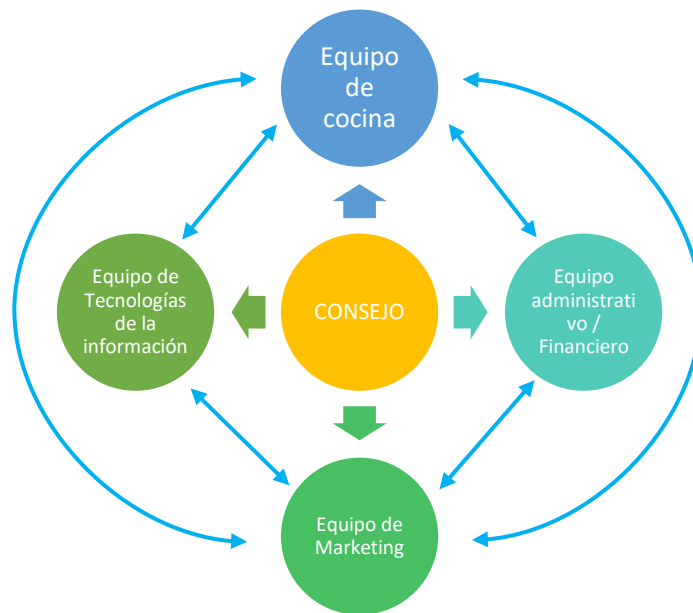 Equipo
de
cocina
Equipo de
Tecnologías
de la
información
CONSEJO
Equipo
administrati
vo /
Financiero
Equipo de
Marketing